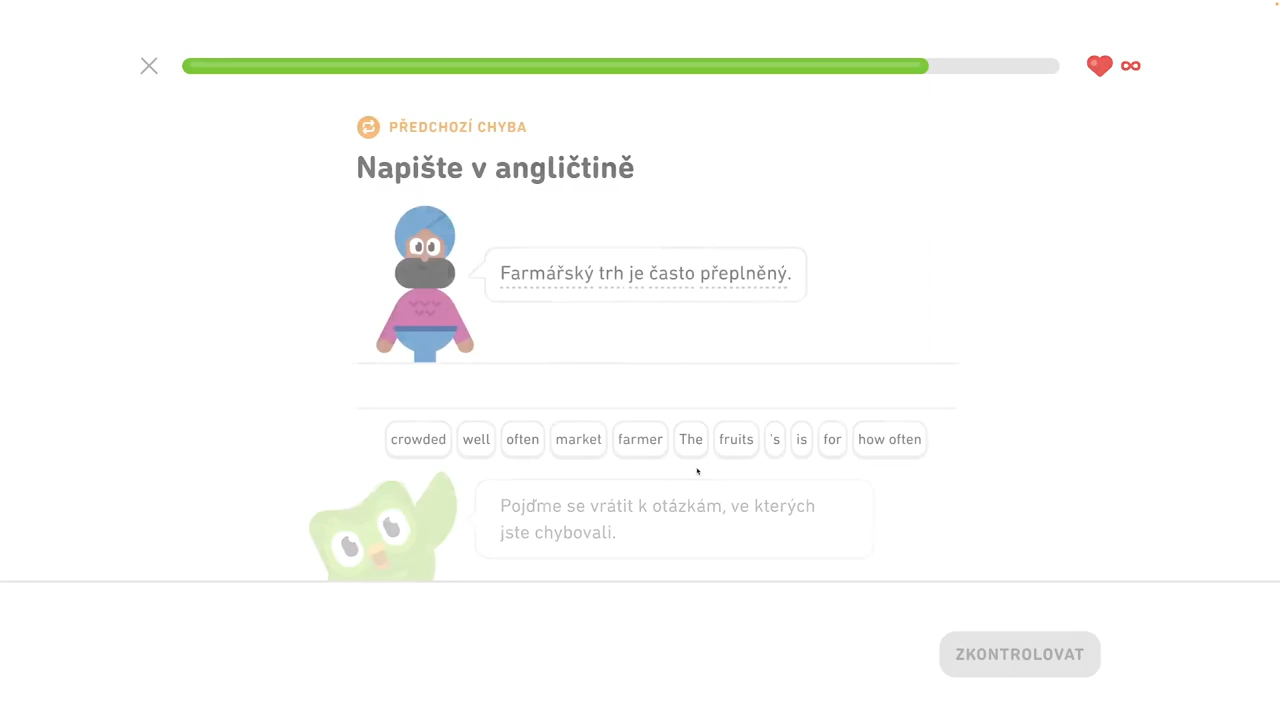 PŘEDCHOZÍ CHYBA
Napište v angličtině
Farmářský trh je často přeplněný.
crowded well often market farmer The fruits 's is for how often
Pojďme se vrátit k otázkám, ve kterých
jste chybovali.
ZKONTROLOVAT